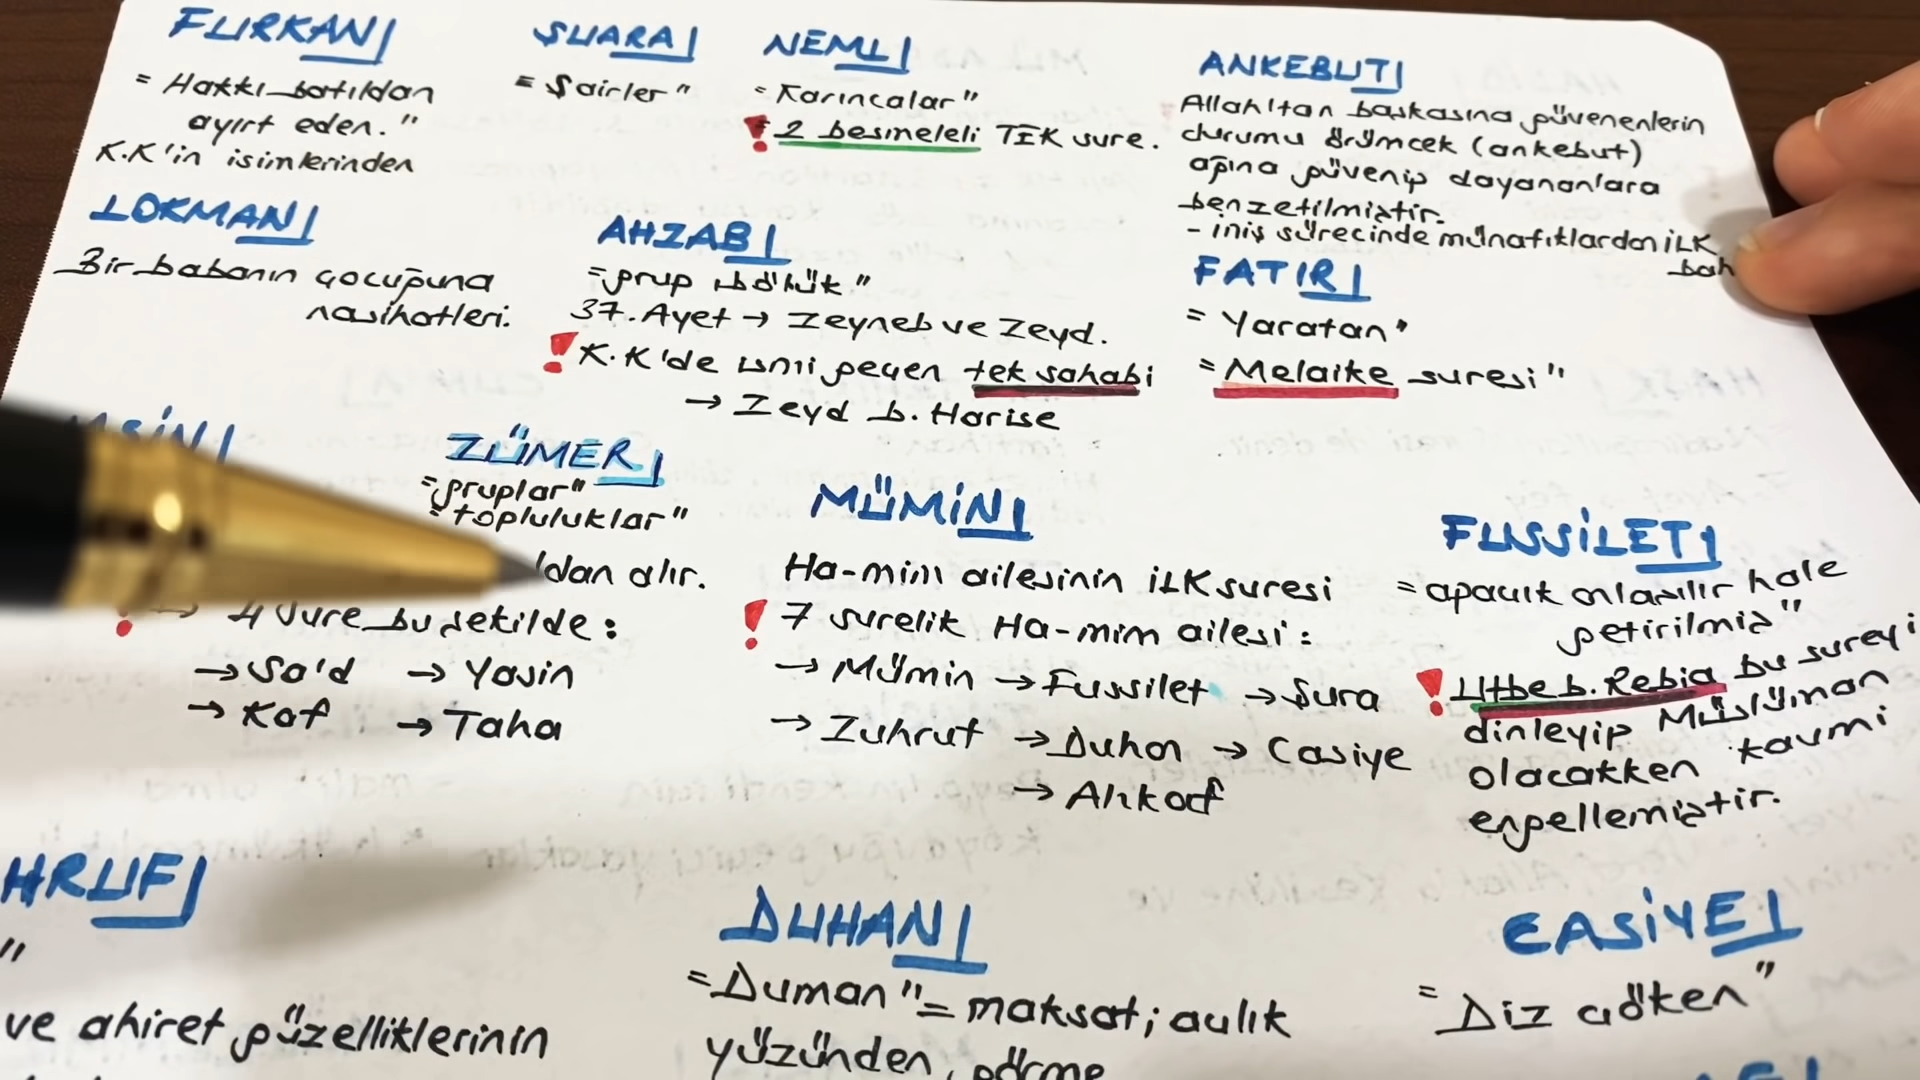 FURKAN
"Hakkı batıldan
ayırt eden."
K.K'in isimlerinden
ŞUARA
"Şairler"
NEML
"Karıncalar"
! 2 besmeleli TEK sure.
ANKEBUT
Allah'tan başkasına güvenenlerin
durumu örümcek (ankebut)
ağına güvenip dayananlara
benzetilmiştir.
- iniş sürecinde münafıklardan İLK
bah
LOKMAN
Bir babanın çocuğuna
nasihatleri.
AHZAB
"grup bölük"
37. Ayet → Zeyneb ve Zeyd.
! K.K'de ismi geçen tek sahabi
→ Zeyd b. Harise
FATIR
"Yaratan"
"Melaike suresi"
ZÜMER
"gruplar"
"topluluklar"
dan alır.
! → 4 sure bu şekilde:
→ Sa'd → Yasin
→ Kaf → Taha
MÜMİN
Ha-mim ailesinin İLK suresi
! 7 surelik Ha-mim ailesi:
→ Mümin → Fussilet → Şura
→ Zuhruf → Duhan → Casiye
→ Ahkaf
FUSSİLET
"apaçık anlaşılır hale
getirilmiş"
! Utbe b. Rebia bu sureyi
dinleyip Müslüman
olacakken kavmi
engellemiştir.
HRUF
"
ve ahiret güzelliklerinin
DUHAN
"Duman" = maksat; açlık
yüzünden, görme
CASİYE
"Diz çöken"